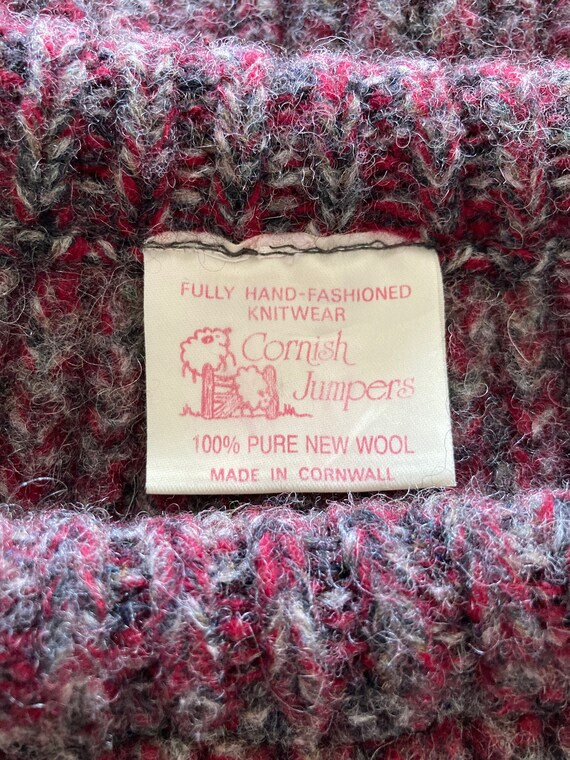 FULLY HAND-FASHIONED
KNITWEAR
Cornish
Jumpers
100% PURE NEW WOOL
MADE IN CORNWALL